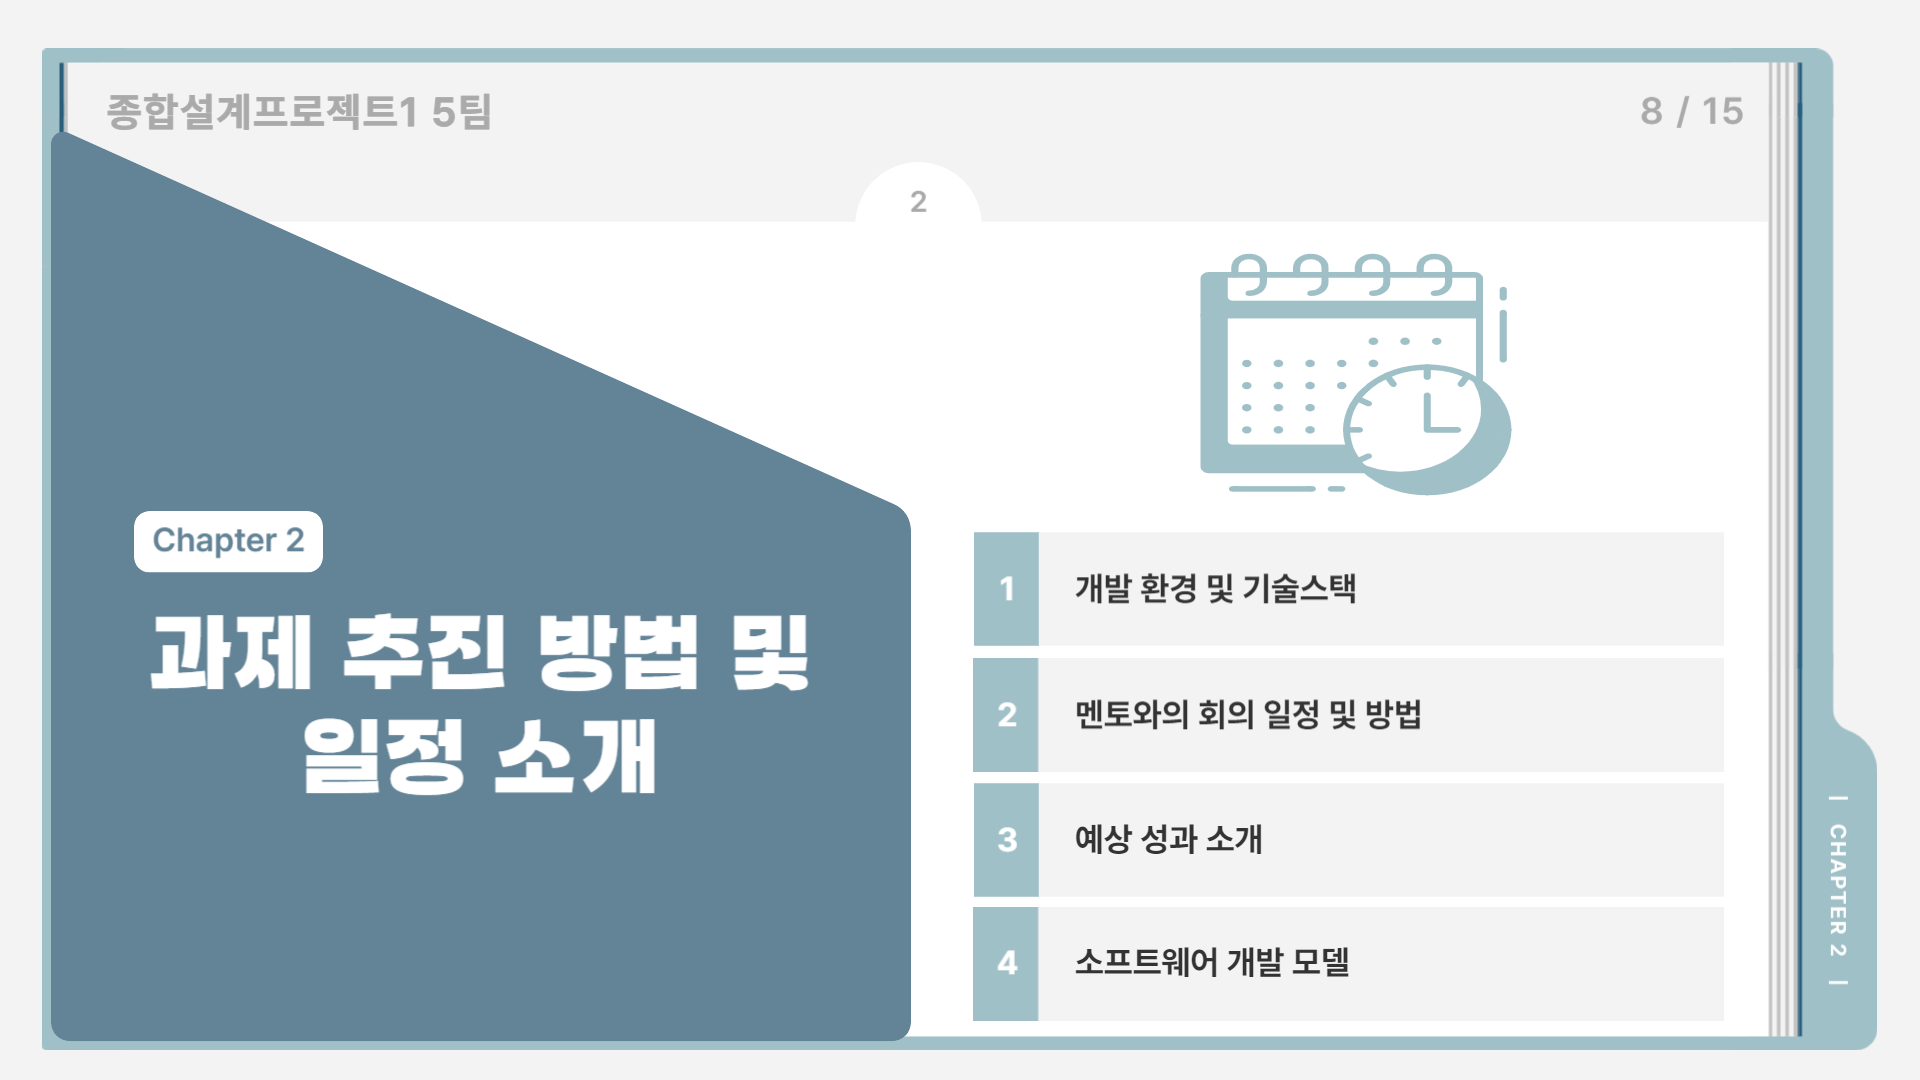 종합설계프로젝트1 5팀
8 / 15
2
Chapter 2
과제 추진 방법 및
일정 소개
1 개발 환경 및 기술스택
2 멘토와의 회의 일정 및 방법
3 예상 성과 소개
4 소프트웨어 개발 모델
| CHAPTER 2 |